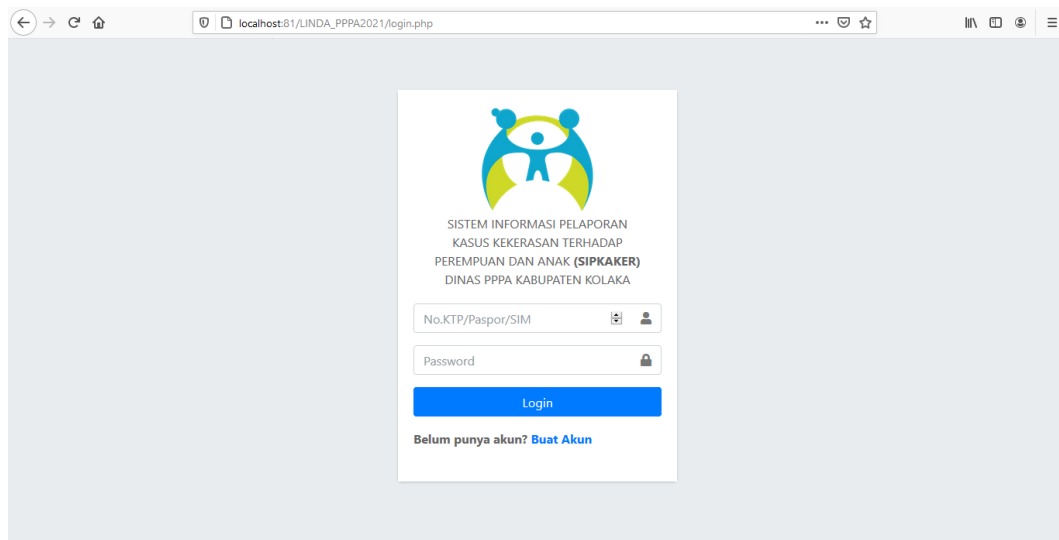 localhost:81/LINDA_PPPA2021/login.php
SISTEM INFORMASI PELAPORAN
KASUS KEKERASAN TERHADAP
PEREMPUAN DAN ANAK (SIPKAKER)
DINAS PPPA KABUPATEN KOLAKA
No.KTP/Paspor/SIM
Password
Login
Belum punya akun? Buat Akun